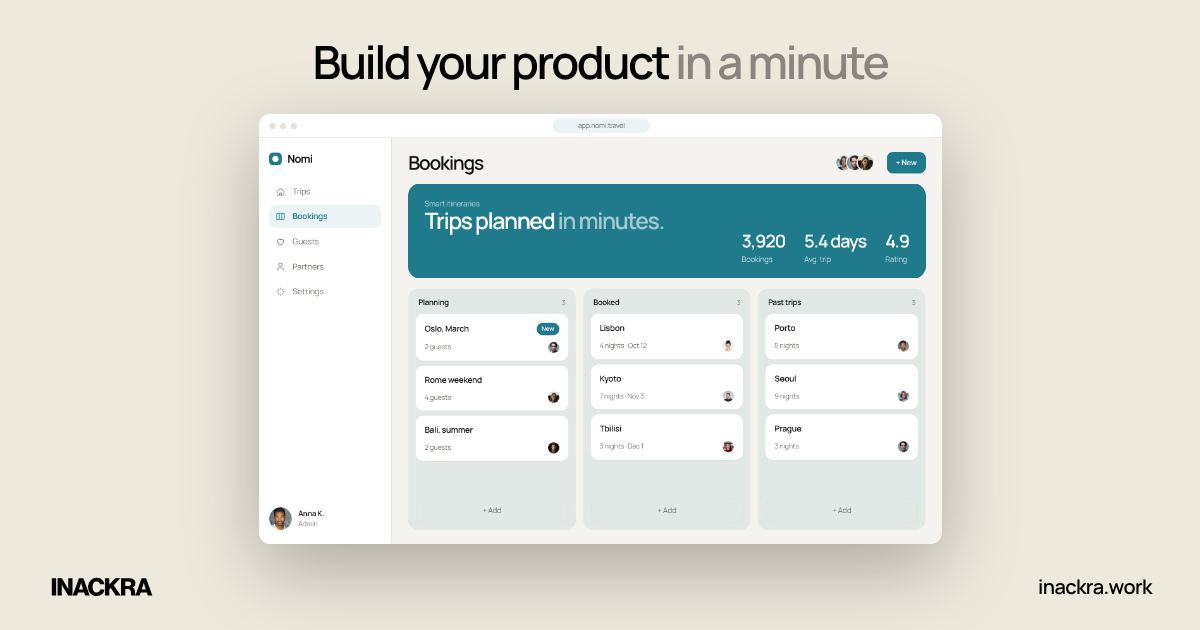 Build your product in a minute
app.nomi.travel
Nomi
Trips
Bookings
Guests
Partners
Settings
Anna K.
Admin
Bookings
+ New
Smart itineraries
Trips planned in minutes.
3,920
Bookings
5.4 days
Avg. trip
4.9
Rating
Planning 3
Oslo, March New
2 guests
Rome weekend
4 guests
Bali, summer
2 guests
+ Add
Booked 3
Lisbon
4 nights · Oct 12
Kyoto
7 nights · Nov 3
Tbilisi
3 nights · Dec 1
+ Add
Past trips 3
Porto
5 nights
Seoul
9 nights
Prague
3 nights
+ Add
INACKRA
inackra.work